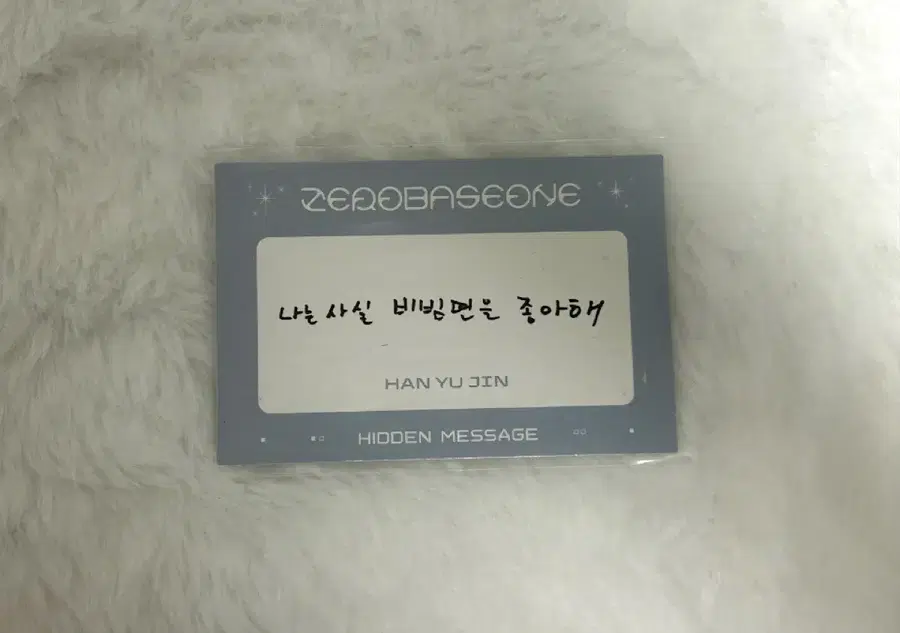 ZEROBASEONE
나는 사실 비빔면을 좋아해
HAN YU JIN
HIDDEN MESSAGE